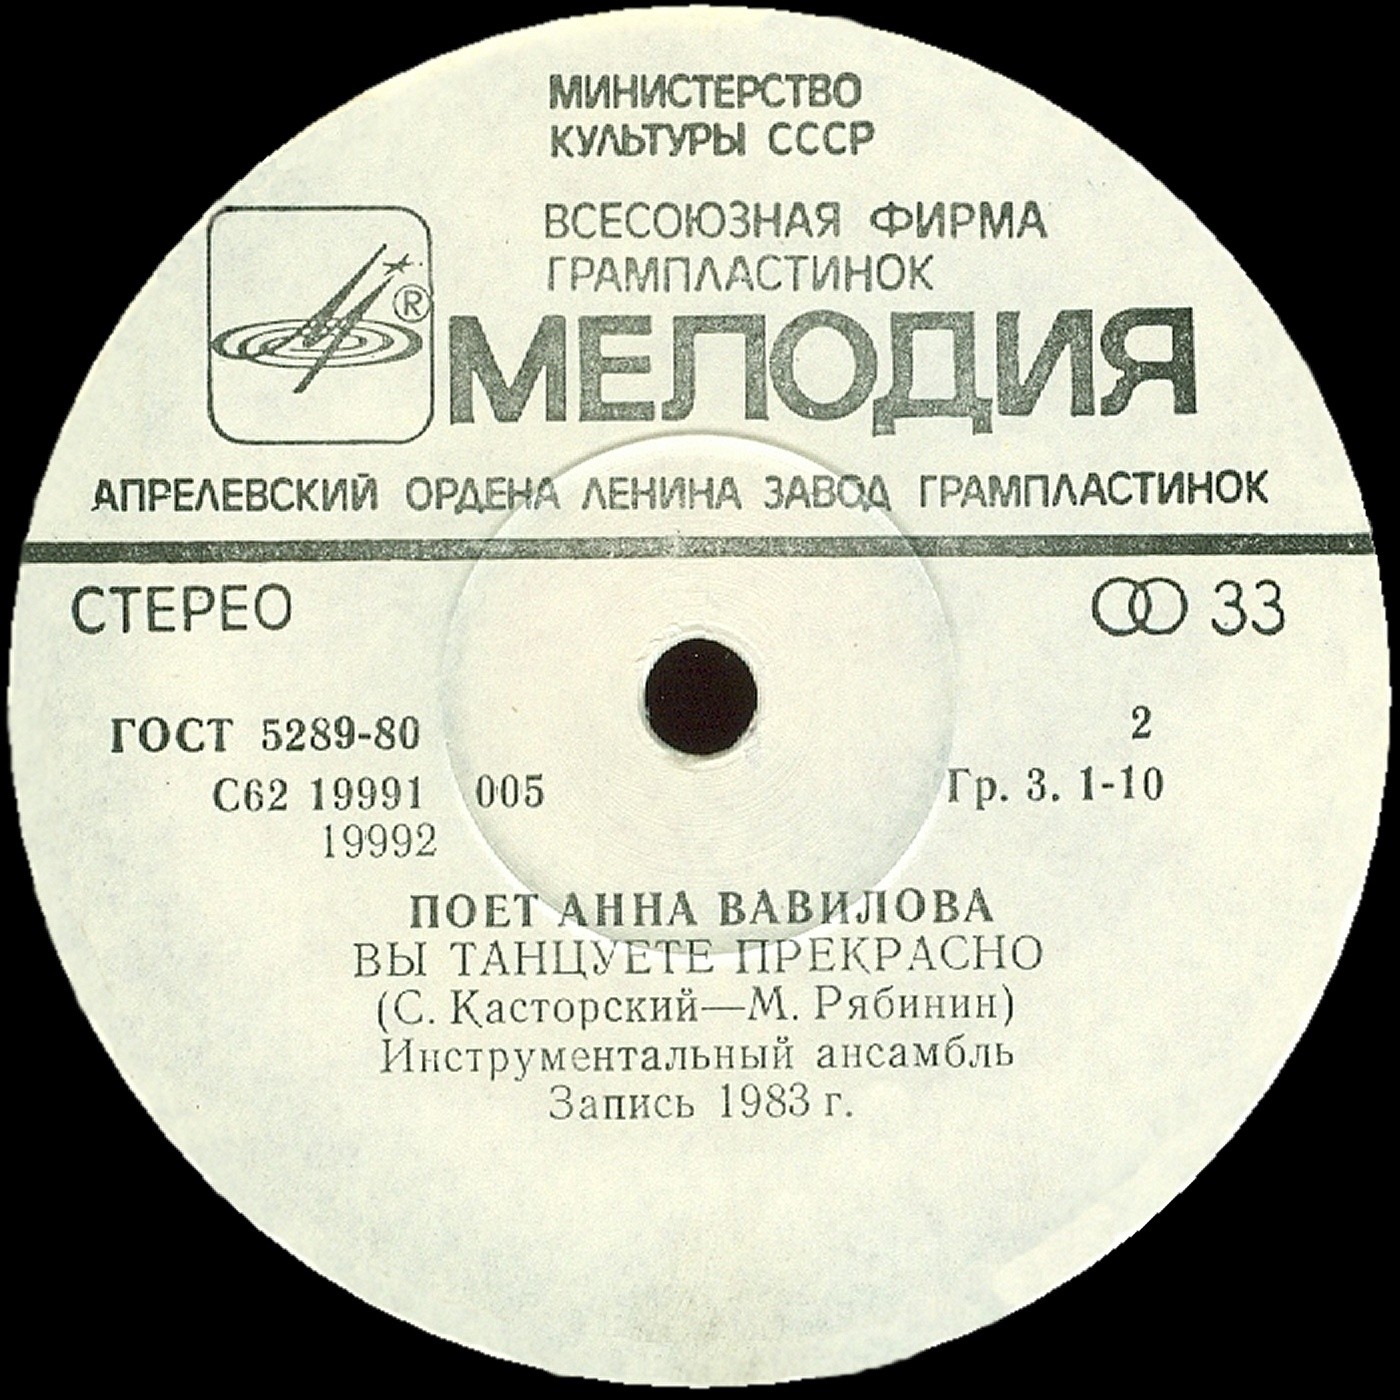 МИНИСТЕРСТВО
КУЛЬТУРЫ СССР
ВСЕСОЮЗНАЯ ФИРМА
ГРАМПЛАСТИНОК
®
МЕЛОДИЯ
АПРЕЛЕВСКИЙ ОРДЕНА ЛЕНИНА ЗАВОД ГРАМПЛАСТИНОК
СТЕРЕО
33
ГОСТ 5289-80
2
С62 19991 005
Гр. 3. 1-10
19992
ПОЕТ АННА ВАВИЛОВА
ВЫ ТАНЦУЕТЕ ПРЕКРАСНО
(С. Касторский—М. Рябинин)
Инструментальный ансамбль
Запись 1983 г.